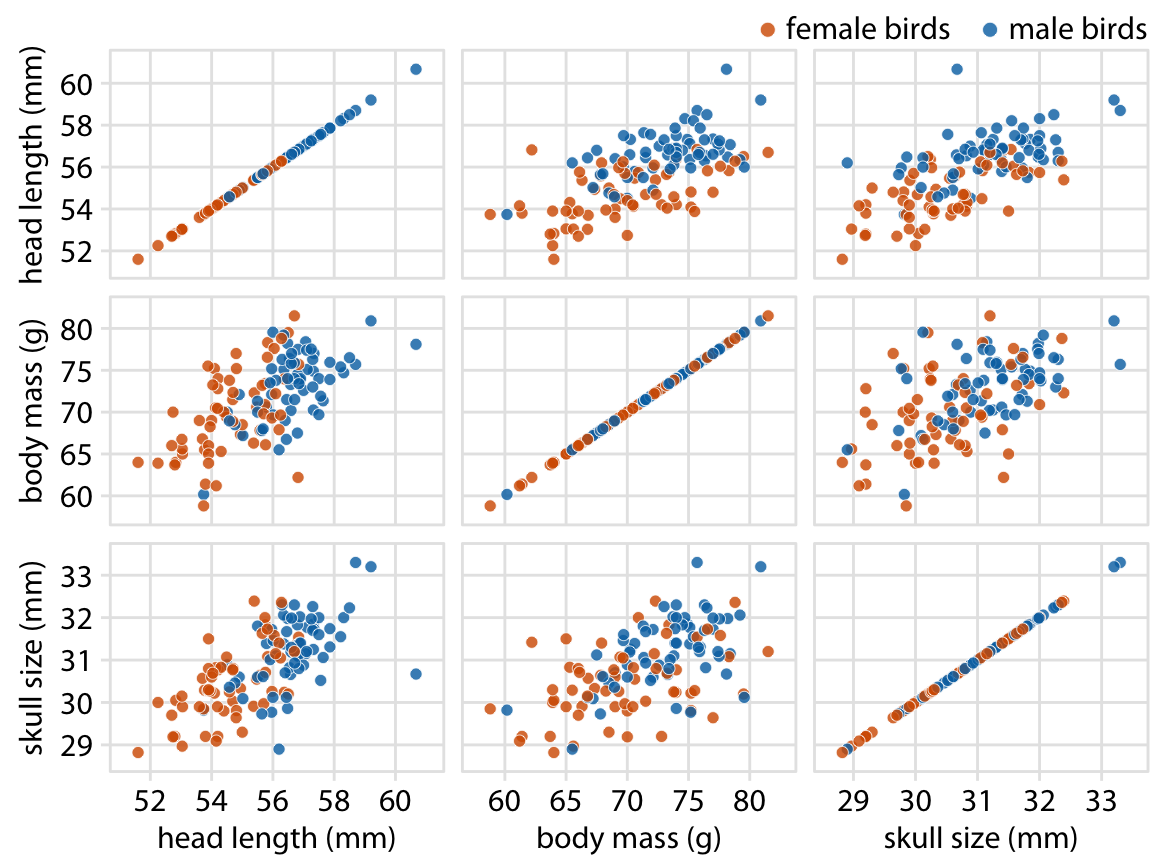 female birds male birds
head length (mm)
60
58
56
54
52
body mass (g)
80
75
70
65
60
skull size (mm)
33
32
31
30
29
52 54 56 58 60 60 65 70 75 80 29 30 31 32 33
head length (mm) body mass (g) skull size (mm)